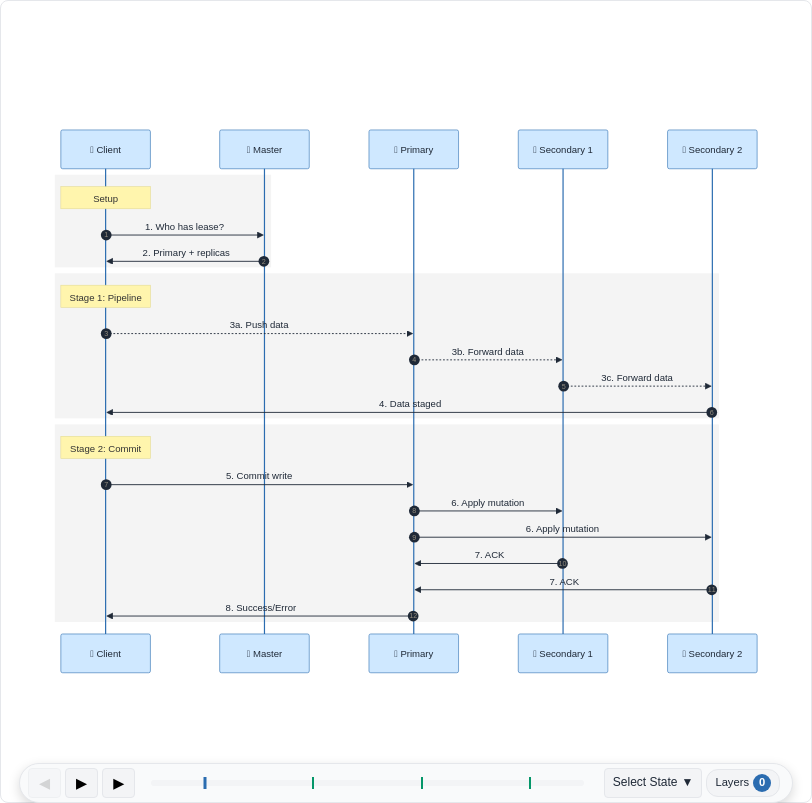 Client
Master
Primary
Secondary 1
Secondary 2
Setup
1. Who has lease?
1
2. Primary + replicas
2
Stage 1: Pipeline
3a. Push data
3
3b. Forward data
4
3c. Forward data
5
4. Data staged
6
Stage 2: Commit
5. Commit write
7
6. Apply mutation
8
6. Apply mutation
9
7. ACK
10
7. ACK
11
8. Success/Error
12
Client
Master
Primary
Secondary 1
Secondary 2
Select State ▼
Layers 0